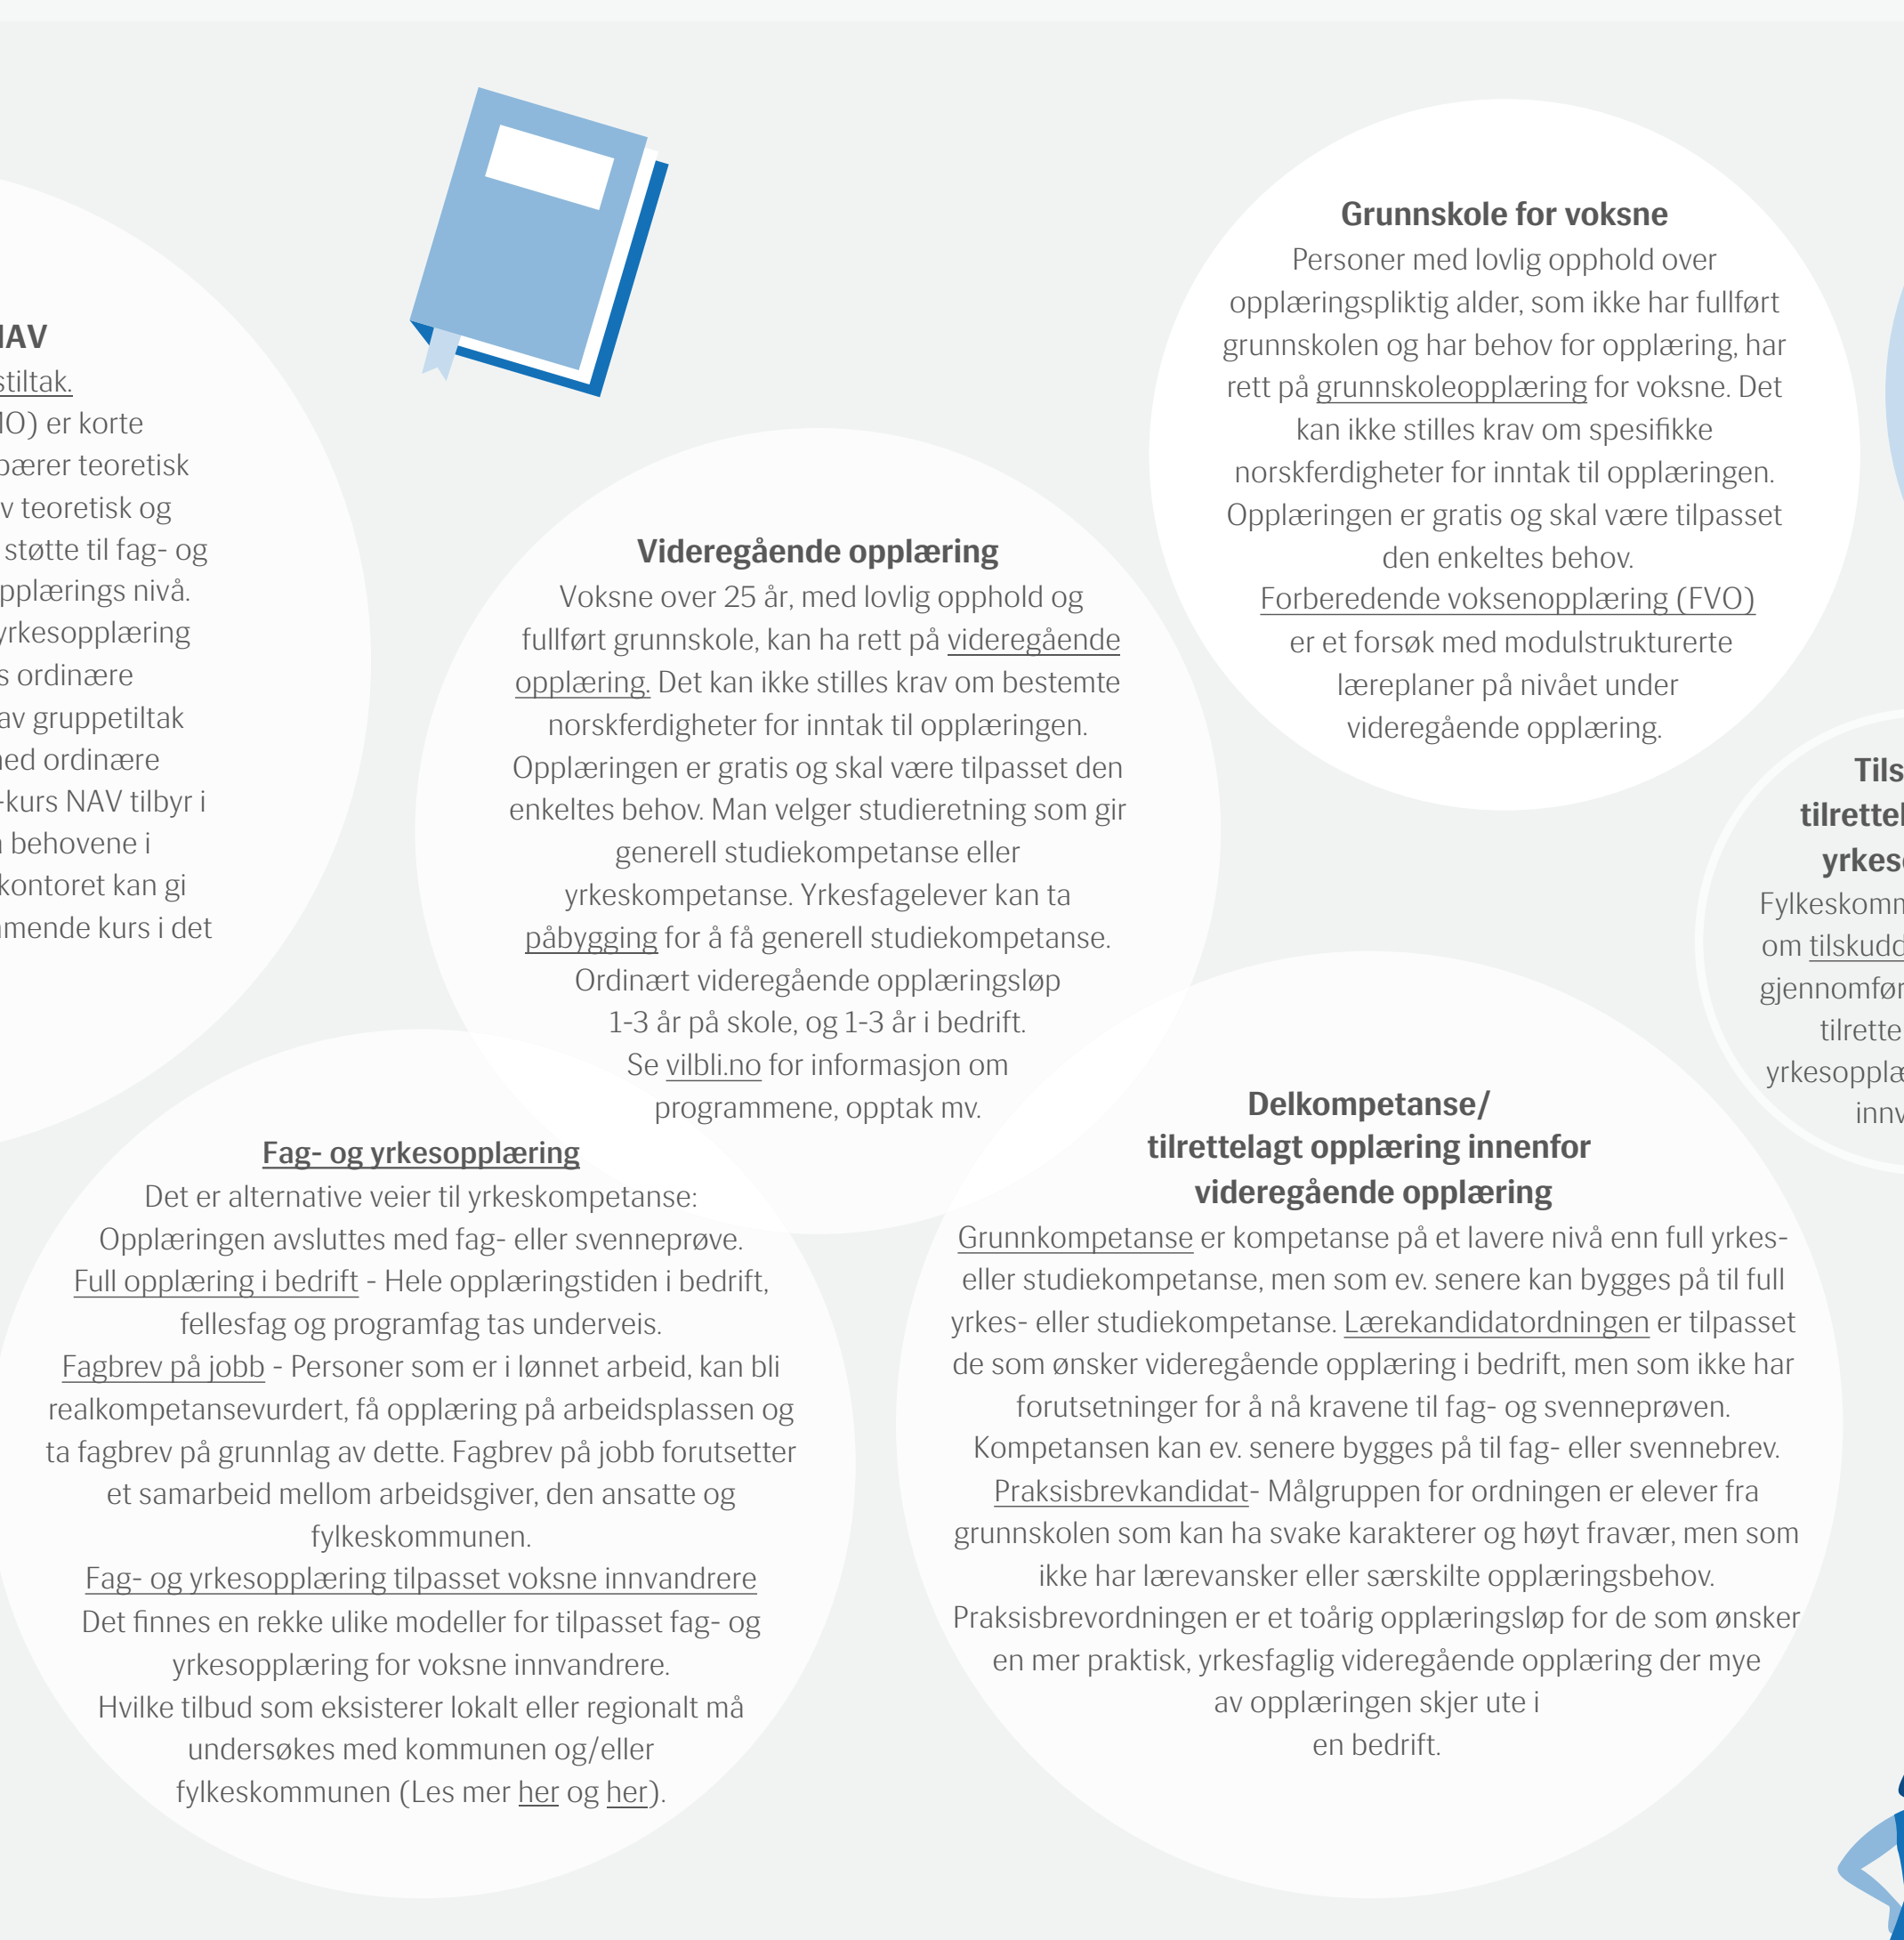 stiltak.
er korte
teoretisk
teoretisk og
støtte til fag- og
nivå.
ordinære
gruppetiltak
ordinære
NAV tilbyr i
behovene i
kan gi
kurs i det
Videregående opplæring
Voksne over 25 år, med lovlig opphold og
fullført grunnskole, kan ha rett på videregående
opplæring. Det kan ikke stilles krav om bestemte
norskferdigheter for inntak til opplæringen.
Opplæringen er gratis og skal være tilpasset den
enkeltes behov. Man velger studieretning som gir
generell studiekompetanse eller
yrkeskompetanse. Yrkesfagelever kan ta
påbygging for å få generell studiekompetanse.
Ordinært videregående opplæringsløp
1-3 år på skole, og 1-3 år i bedrift.
Se vilbli.no for informasjon om
programmene, opptak mv.
Grunnskole for voksne
Personer med lovlig opphold over
opplæringspliktig alder, som ikke har fullført
grunnskolen og har behov for opplæring, har
rett på grunnskoleopplæring for voksne. Det
kan ikke stilles krav om spesifikke
norskferdigheter for inntak til opplæringen.
Opplæringen er gratis og skal være tilpasset
den enkeltes behov.
Forberedende voksenopplæring (FVO)
er et forsøk med modulstrukturerte
læreplaner på nivået under
videregående opplæring.
om
Fag- og yrkesopplæring
Det er alternative veier til yrkeskompetanse:
Opplæringen avsluttes med fag- eller svenneprøve.
Full opplæring i bedrift - Hele opplæringstiden i bedrift,
fellesfag og programfag tas underveis.
Fagbrev på jobb - Personer som er i lønnet arbeid, kan bli
realkompetansevurdert, få opplæring på arbeidsplassen og
ta fagbrev på grunnlag av dette. Fagbrev på jobb forutsetter
et samarbeid mellom arbeidsgiver, den ansatte og
fylkeskommunen.
Fag- og yrkesopplæring tilpasset voksne innvandrere
Det finnes en rekke ulike modeller for tilpasset fag- og
yrkesopplæring for voksne innvandrere.
Hvilke tilbud som eksisterer lokalt eller regionalt må
undersøkes med kommunen og/eller
fylkeskommunen (Les mer her og her).
Delkompetanse/
tilrettelagt opplæring innenfor
videregående opplæring
Grunnkompetanse er kompetanse på et lavere nivå enn full yrkes-
eller studiekompetanse, men som ev. senere kan bygges på til full
yrkes- eller studiekompetanse. Lærekandidatordningen er tilpasset
de som ønsker videregående opplæring i bedrift, men som ikke har
forutsetninger for å nå kravene til fag- og svenneprøven.
Kompetansen kan ev. senere bygges på til fag- eller svennebrev.
Praksisbrevkandidat- Målgruppen for ordningen er elever fra
grunnskolen som kan ha svake karakterer og høyt fravær, men som
ikke har lærevansker eller særskilte opplæringsbehov.
Praksisbrevordningen er et toårig opplæringsløp for de som ønsker
en mer praktisk, yrkesfaglig videregående opplæring der mye
av opplæringen skjer ute i
en bedrift.